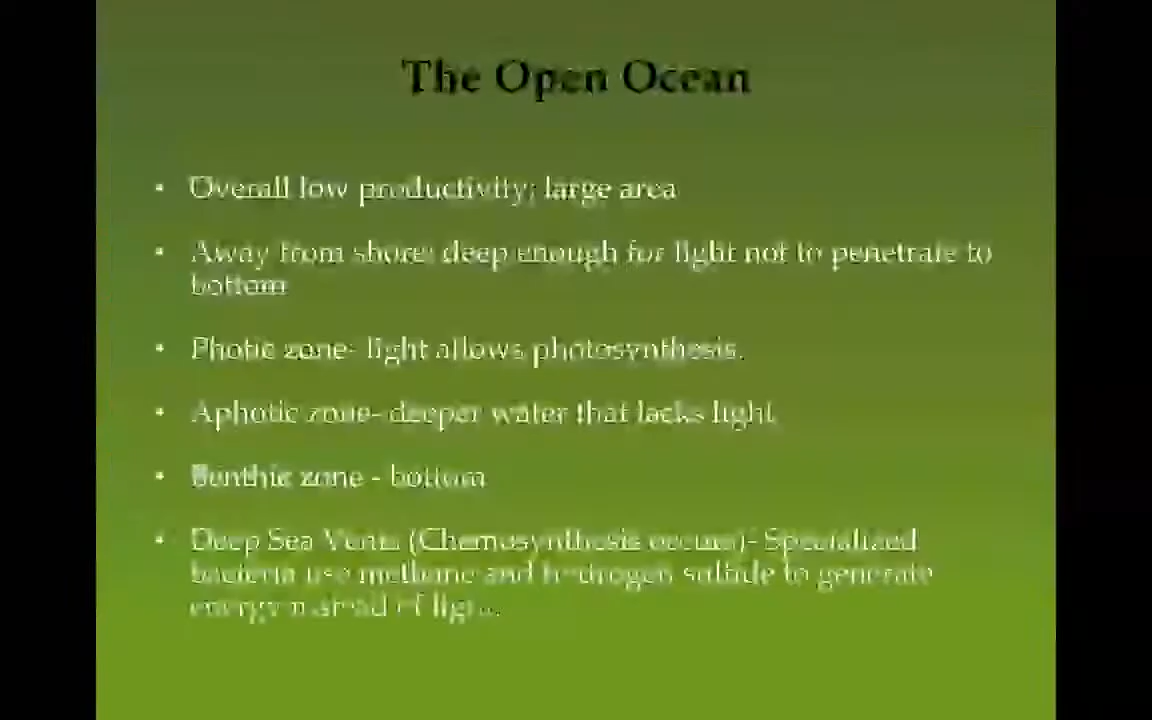 The Open Ocean
• Overall low productivity; large area
• Away from shore: deep enough for light not to penetrate to
bottom
• Photic zone- light allows photosynthesis.
• Aphotic zone- deeper water that lacks light
• Benthic zone - bottom
• Deep Sea Vents (Chemosynthesis occurs)- Specialized
bacteria use methane and hydrogen sulfide to generate
energy instead of light.